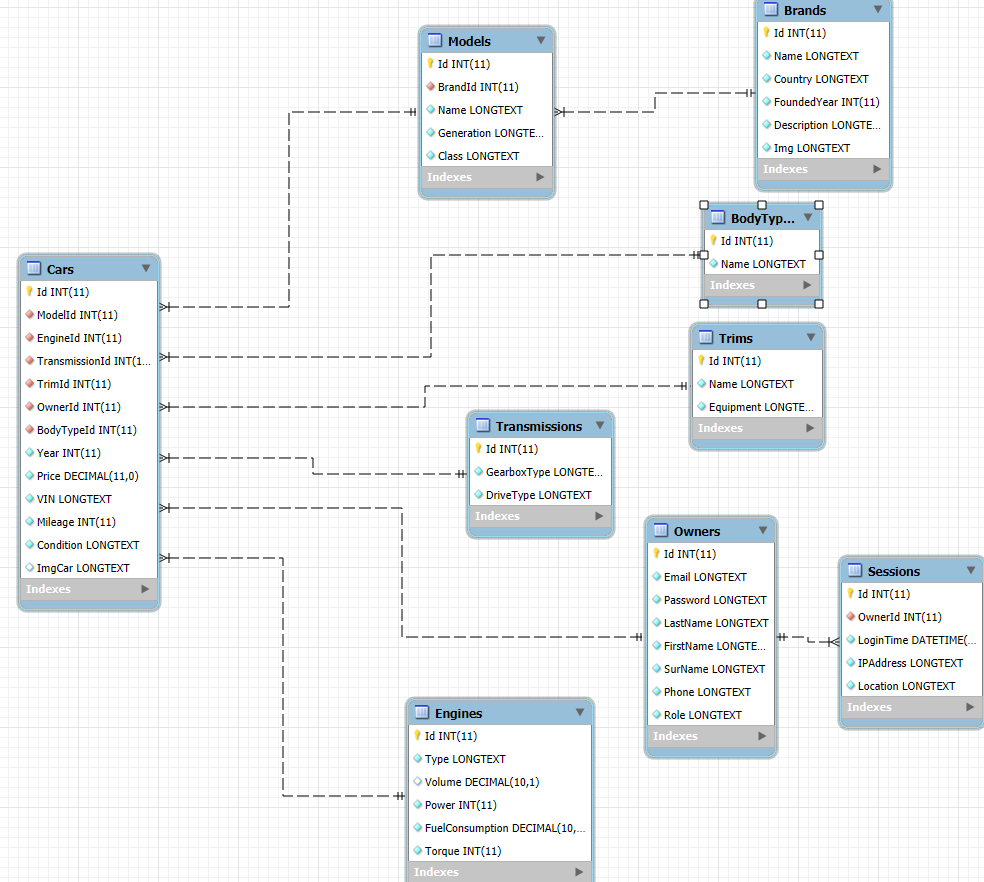 Models
Id INT(11)
BrandId INT(11)
Name LONGTEXT
Generation LONGTE...
Class LONGTEXT
Indexes
Brands
Id INT(11)
Name LONGTEXT
Country LONGTEXT
FoundedYear INT(11)
Description LONGTE...
Img LONGTEXT
Indexes
BodyTyp...
Id INT(11)
Name LONGTEXT
Indexes
Cars
Id INT(11)
ModelId INT(11)
EngineId INT(11)
TransmissionId INT(1...
TrimId INT(11)
OwnerId INT(11)
BodyTypeId INT(11)
Year INT(11)
Price DECIMAL(11,0)
VIN LONGTEXT
Mileage INT(11)
Condition LONGTEXT
ImgCar LONGTEXT
Indexes
Trims
Id INT(11)
Name LONGTEXT
Equipment LONGTE...
Indexes
Transmissions
Id INT(11)
GearboxType LONGTE...
DriveType LONGTEXT
Indexes
Owners
Id INT(11)
Email LONGTEXT
Password LONGTEXT
LastName LONGTEXT
FirstName LONGTE...
SurName LONGTEXT
Phone LONGTEXT
Role LONGTEXT
Indexes
Sessions
Id INT(11)
OwnerId INT(11)
LoginTime DATETIME(...
IPAddress LONGTEXT
Location LONGTEXT
Indexes
Engines
Id INT(11)
Type LONGTEXT
Volume DECIMAL(10,1)
Power INT(11)
FuelConsumption DECIMAL(10,...
Torque INT(11)
Indexes